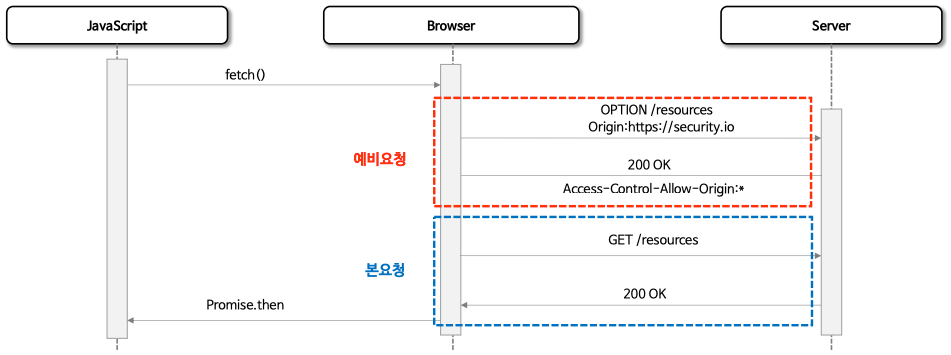 JavaScript
Browser
Server
fetch()
OPTION /resources
Origin:https://security.io
예비요청
200 OK
Access-Control-Allow-Origin:*
GET /resources
본요청
200 OK
Promise.then